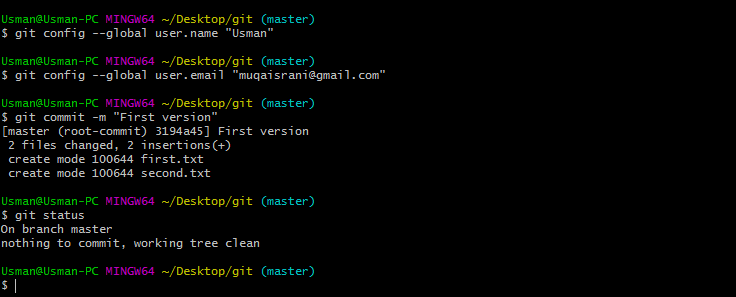 Usman@Usman-PC MINGW64 ~/Desktop/git (master)
$ git config --global user.name "Usman"
Usman@Usman-PC MINGW64 ~/Desktop/git (master)
$ git config --global user.email "muqaisrani@gmail.com"
Usman@Usman-PC MINGW64 ~/Desktop/git (master)
$ git commit -m "First version"
[master (root-commit) 3194a45] First version
 2 files changed, 2 insertions(+)
 create mode 100644 first.txt
 create mode 100644 second.txt
Usman@Usman-PC MINGW64 ~/Desktop/git (master)
$ git status
On branch master
nothing to commit, working tree clean
Usman@Usman-PC MINGW64 ~/Desktop/git (master)
$